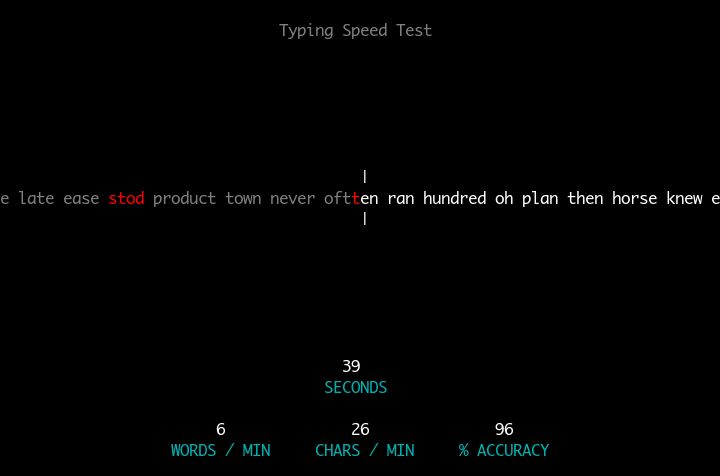 Typing Speed Test
|
e late ease stod product town never oftten ran hundred oh plan then horse knew e
|
39
SECONDS
6 26 96
WORDS / MIN CHARS / MIN % ACCURACY